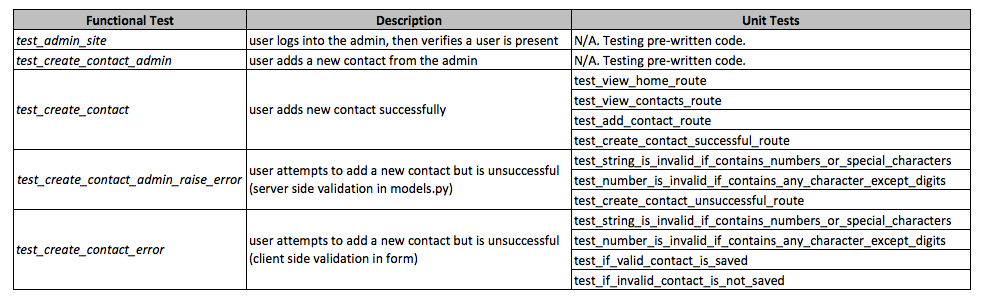 Functional Test Description Unit Tests
test_admin_site user logs into the admin, then verifies a user is present N/A. Testing pre-written code.
test_create_contact_admin user adds a new contact from the admin N/A. Testing pre-written code.
test_create_contact user adds new contact successfully
test_view_home_route
test_view_contacts_route
test_add_contact_route
test_create_contact_successful_route
test_create_contact_admin_raise_error
user attempts to add a new contact but is unsuccessful
(server side validation in models.py)
test_string_is_invalid_if_contains_numbers_or_special_characters
test_number_is_invalid_if_contains_any_character_except_digits
test_create_contact_unsuccessful_route
test_create_contact_error
user attempts to add a new contact but is unsuccessful
(client side validation in form)
test_string_is_invalid_if_contains_numbers_or_special_characters
test_number_is_invalid_if_contains_any_character_except_digits
test_if_valid_contact_is_saved
test_if_invalid_contact_is_not_saved